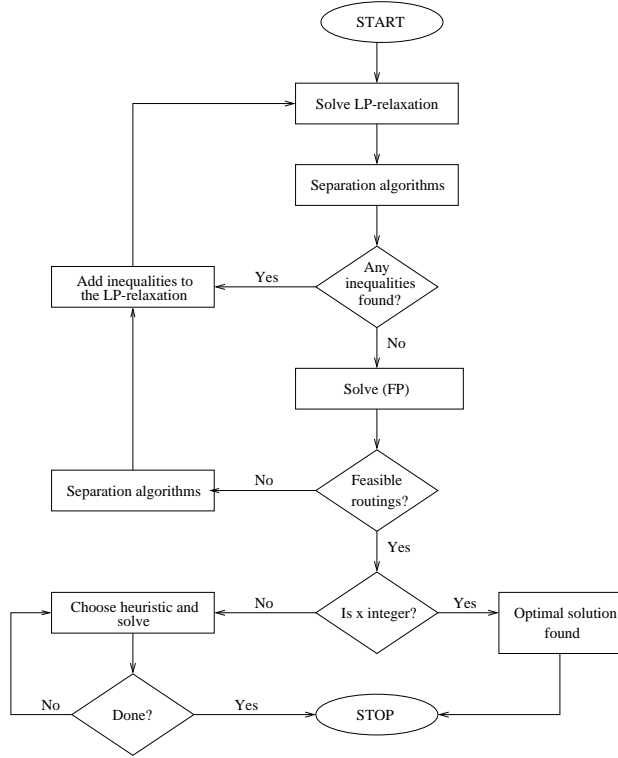 START
Solve LP-relaxation
Separation algorithms
Any
inequalities
found?
Yes
Add inequalities to
the LP-relaxation
No
Solve (FP)
Feasible
routings?
No
Separation algorithms
Yes
Is x integer?
No
Yes
Choose heuristic and
solve
Optimal solution
found
No
Done?
Yes
STOP